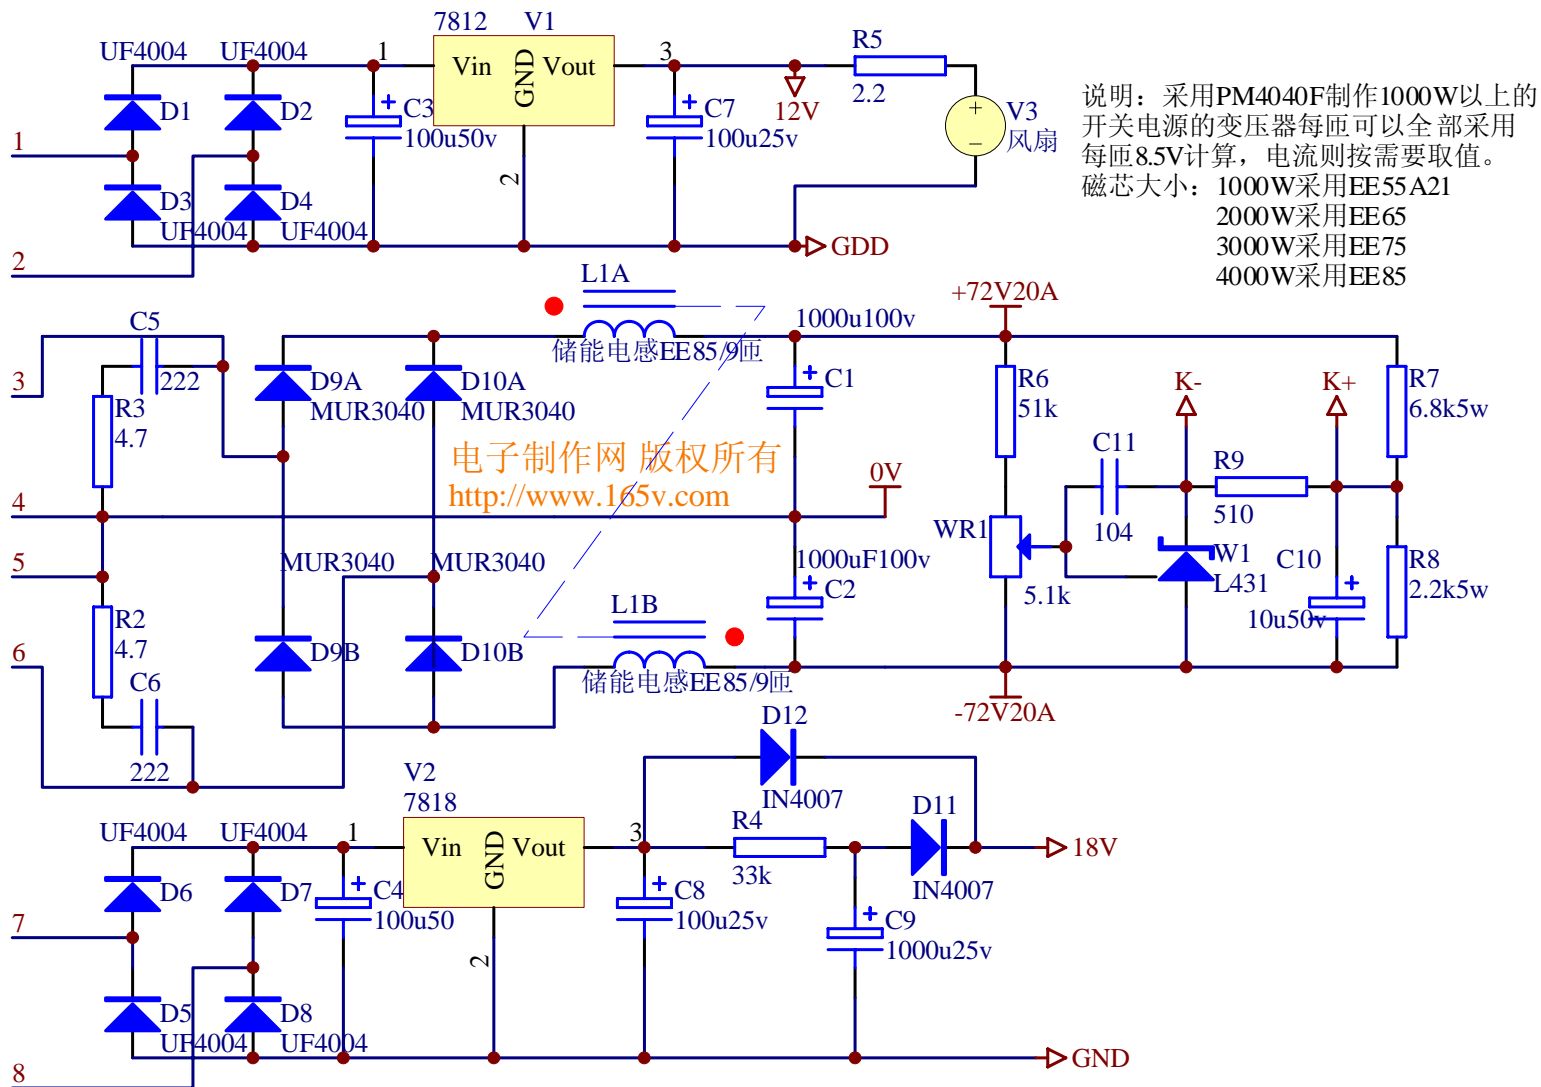 7812
V1
UF4004
UF4004
1
Vin
GND
Vout
3
R5
2.2
D1
D2
C3
100u50v
C7
100u25v
12V
V3
风扇
1
2
D3
D4
UF4004
UF4004
2
GDD
说明：采用PM4040F制作1000W以上的
开关电源的变压器每匝可以全部采用
每匝8.5V计算，电流则按需要取值。
磁芯大小：1000W采用EE55A21
2000W采用EE65
3000W采用EE75
4000W采用EE85
L1A
储能电感EE85/9匝
1000u100v
+72V20A
C5
222
3
R3
4.7
D9A
MUR3040
D10A
MUR3040
C1
R6
51k
K-
K+
R7
6.8k5w
电子制作网 版权所有
http://www.165v.com
0V
C11
104
R9
510
4
5
MUR3040
MUR3040
1000uF100v
C2
WR1
5.1k
W1
L431
C10
10u50v
R8
2.2k5w
R2
4.7
6
C6
222
D9B
D10B
L1B
储能电感EE85/9匝
-72V20A
D12
IN4007
V2
7818
UF4004
UF4004
1
Vin
GND
Vout
3
R4
33k
D11
IN4007
18V
D6
D7
C4
100u50
C8
100u25v
C9
1000u25v
7
2
D5
D8
UF4004
UF4004
GND
8